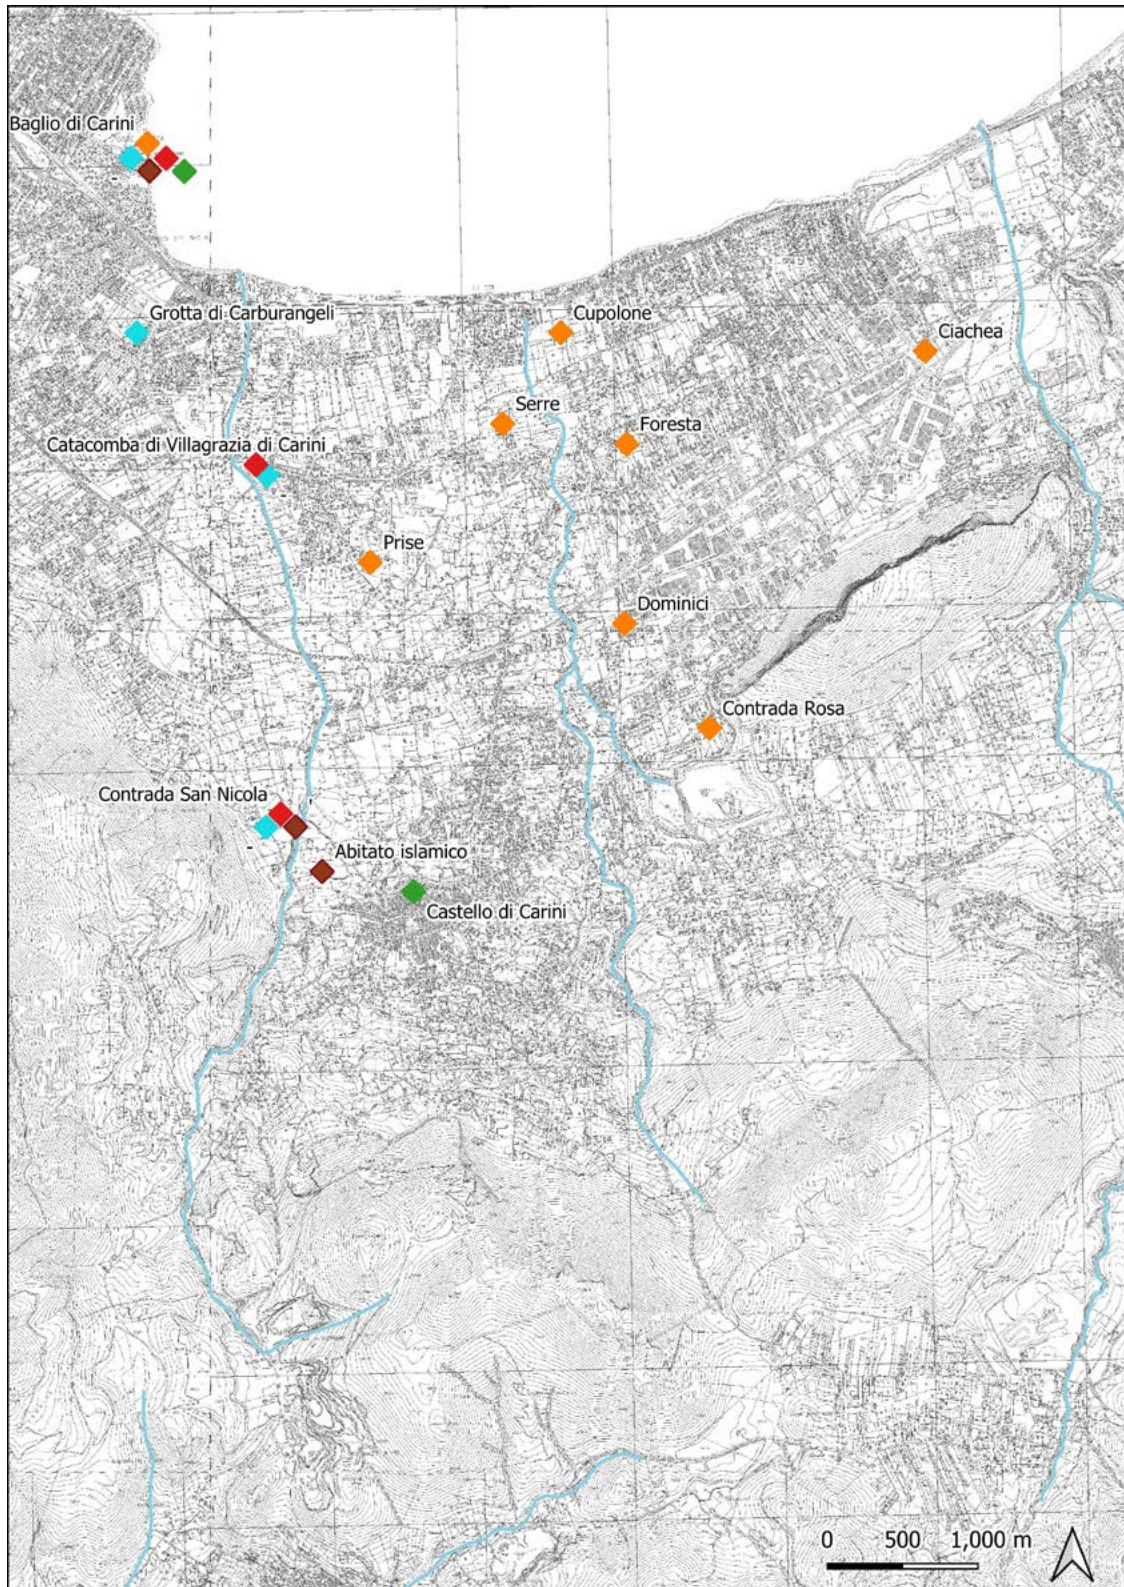 Baglio di Carini
Grotta di Carburangeli
Cupolone
Ciachea
Serre
Foresta
Catacomba di Villagrazia di Carini
Prise
Dominici
Contrada Rosa
Contrada San Nicola
Abitato islamico
Castello di Carini
0 500 1,000 m